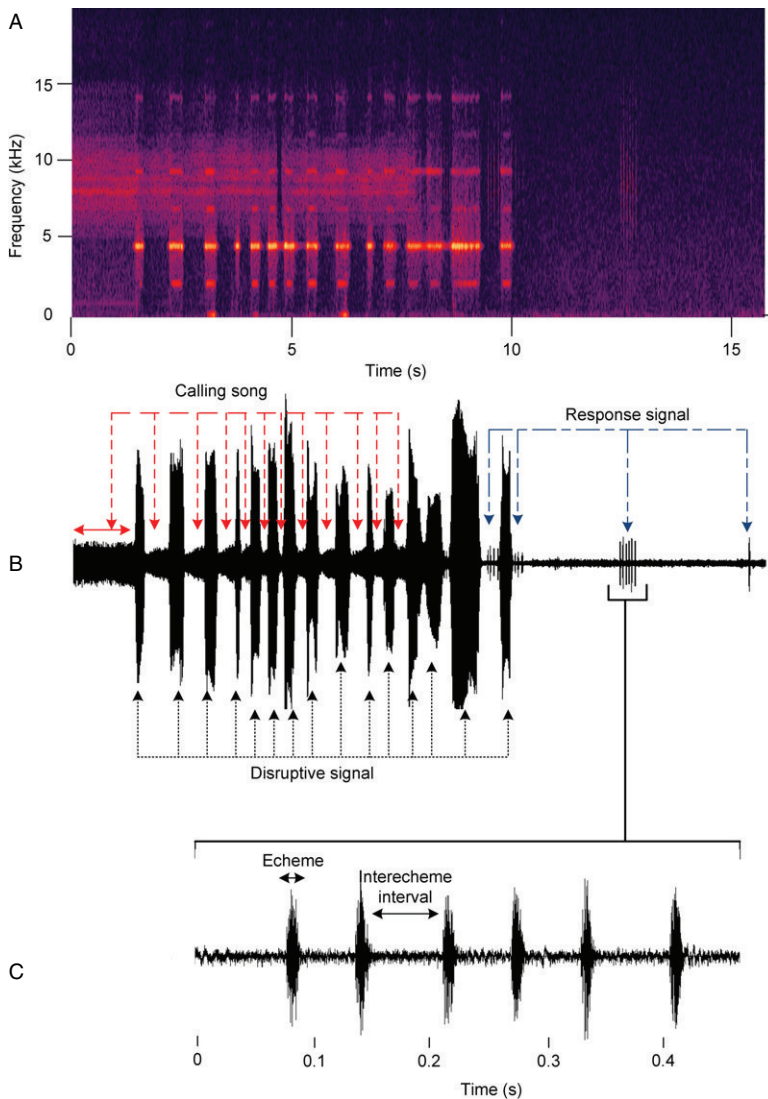 A
15
10
5
0
Frequency (kHz)
0
5
10
15
Time (s)
Calling song
Response signal
B
Disruptive signal
Echeme
Interecheme
interval
C
0
0.1
0.2
0.3
0.4
Time (s)